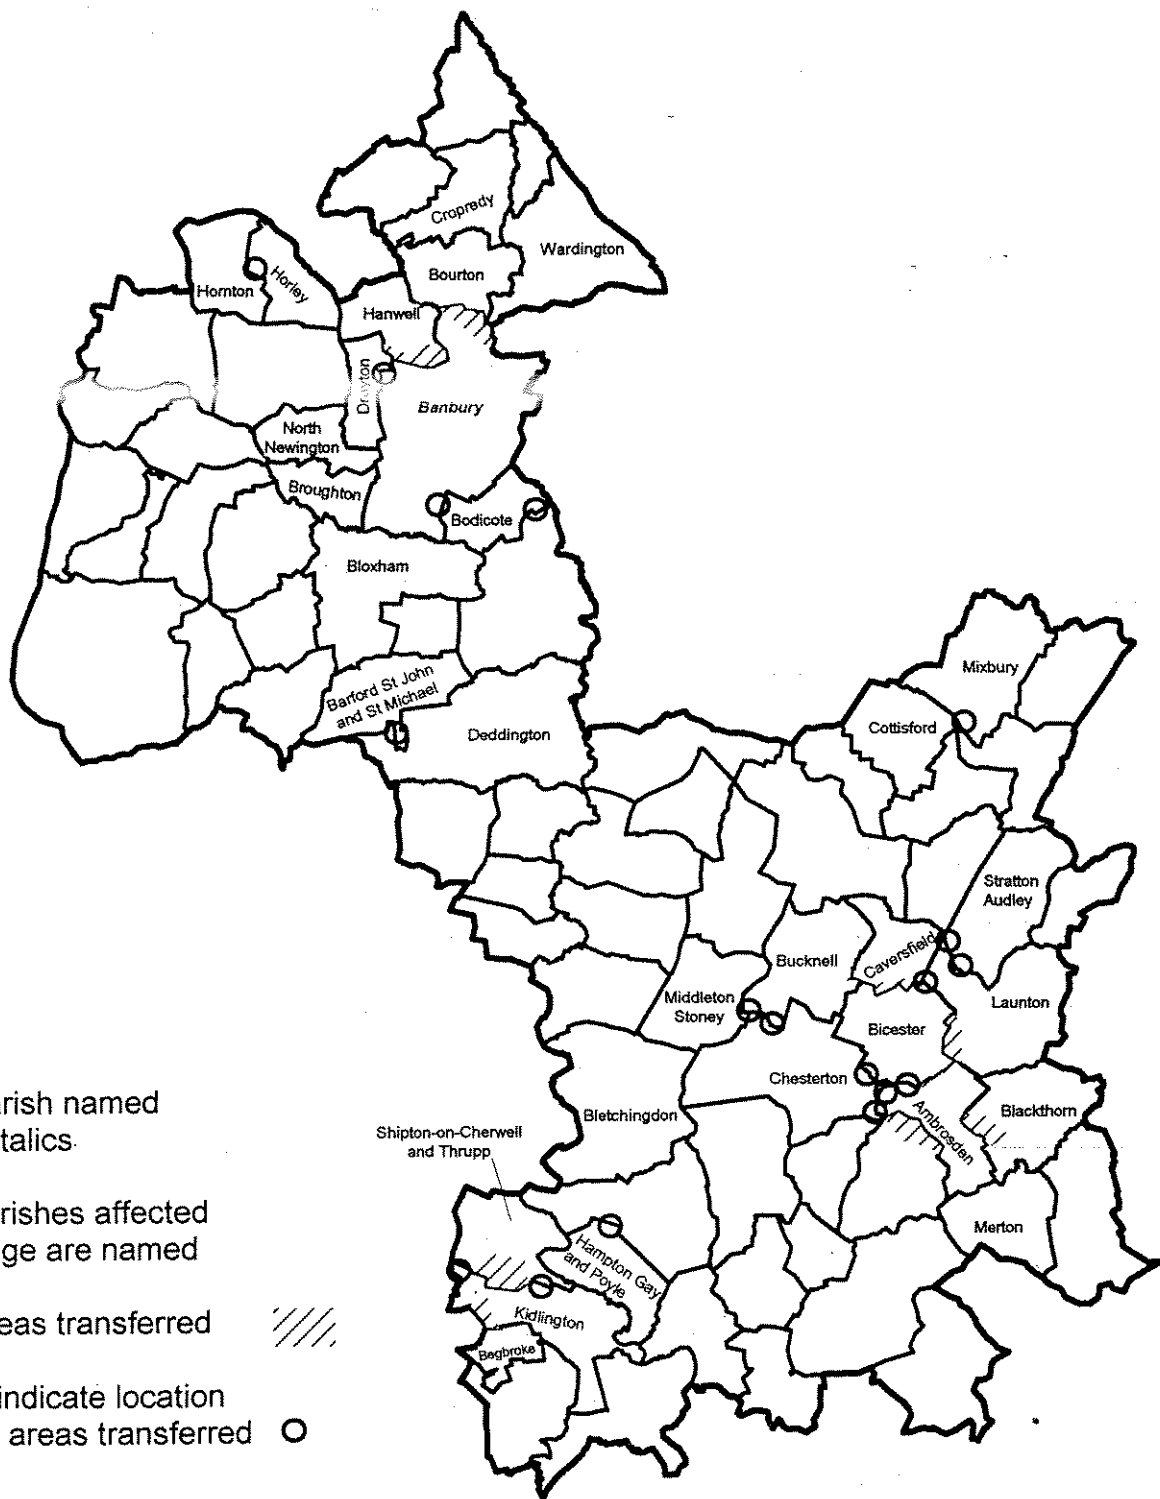 Cropredy
Wardington
Bourton
Hornton
Horley
Hanwell
Drayton
Banbury
North
Newington
Broughton
Bodicote
Bloxham
Barford St John
and St Michael
Deddington
Mixbury
Cottisford
Stratton
Audley
Caversfield
Bucknell
Middleton
Stoney
Launton
Bicester
Chesterton
Ambrosden
Blackthorn
Bletchingdon
Shipton-on-Cherwell
and Thrupp
Merton
Hampton Gay
and Poyle
Kidlington
Begbroke
arish named
talics
rishes affected
ge are named
eas transferred
indicate location
areas transferred